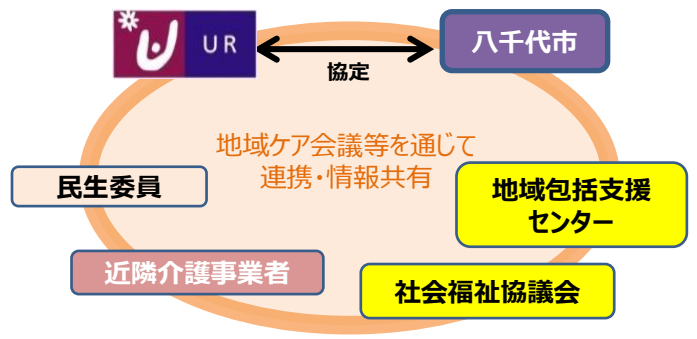 UR
八千代市
協定
地域ケア会議等を通じて
連携・情報共有
民生委員
地域包括支援
センター
近隣介護事業者
社会福祉協議会